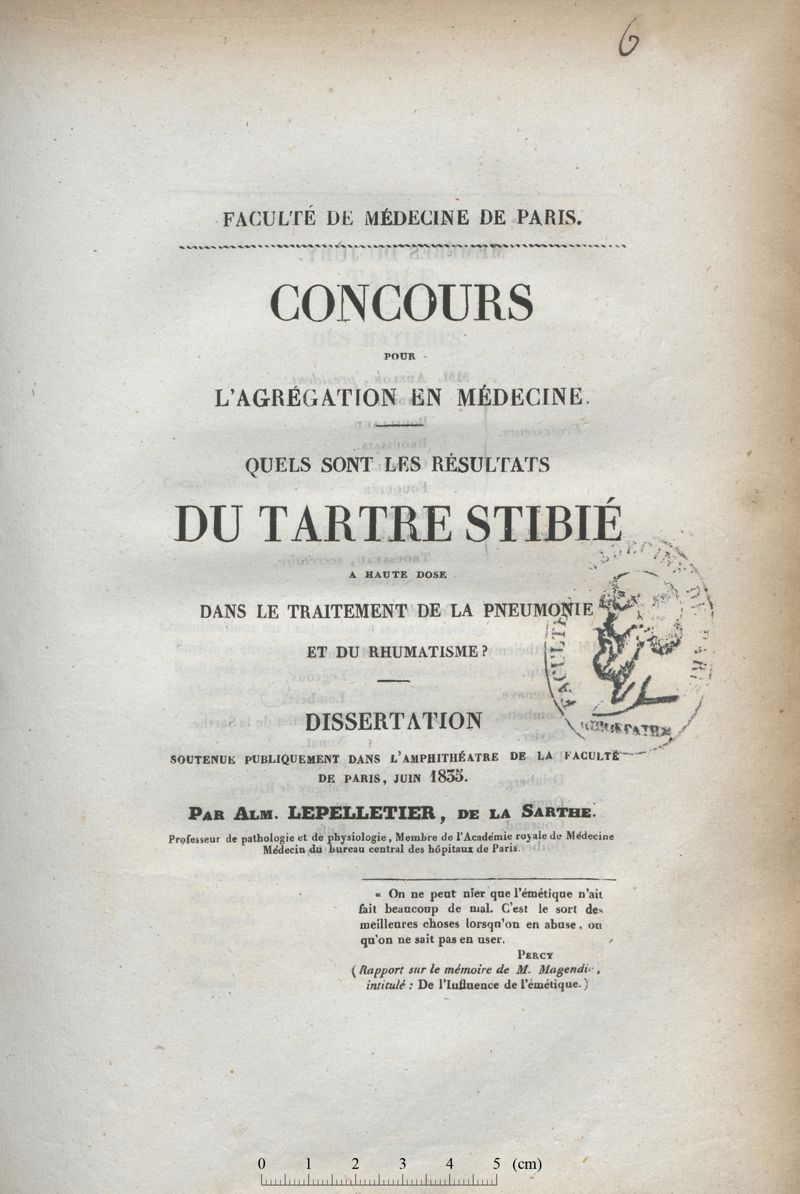 6
FACULTÉ DE MÉDECINE DE PARIS.
CONCOURS
POUR
L'AGRÉGATION EN MÉDECINE.
QUELS SONT LES RÉSULTATS
DU TARTRE STIBIÉ
A HAUTE DOSE
DANS LE TRAITEMENT DE LA PNEUMONIE
ET DU RHUMATISME?
FACULTÉ MÉDECINE DE PARIS
DISSERTATION
SOUTENUE PUBLIQUEMENT DANS L'AMPHITHÉATRE DE LA FACULTÉ
DE PARIS, JUIN 1835.
PAR ALM. LEPELLETIER, DE LA SARTHE.
Professeur de pathologie et de physiologie, Membre de l'Académie royale de Médecine
Médecin du bureau central des hôpitaux de Paris.
« On ne peut nier que l'émétique n'ait
fait beaucoup de mal. C'est le sort des
meilleures choses lorsqu'on en abuse, ou
qu'on ne sait pas en user.
PERCY
(Rapport sur le mémoire de M. Magendie,
intitulé : De l'Influence de l'émétique.)
0 1 2 3 4 5 (cm)